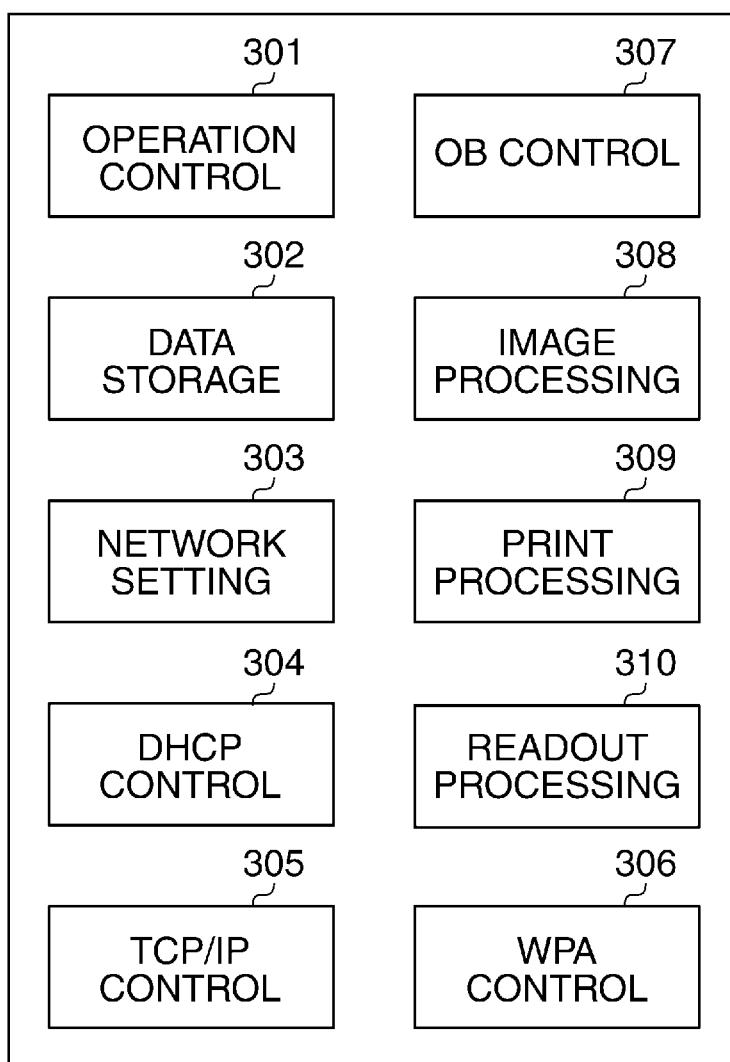 301
OPERATION
CONTROL
307
OB CONTROL
302
DATA
STORAGE
308
IMAGE
PROCESSING
303
NETWORK
SETTING
309
PRINT
PROCESSING
304
DHCP
CONTROL
310
READOUT
PROCESSING
305
TCP/IP
CONTROL
306
WPA
CONTROL